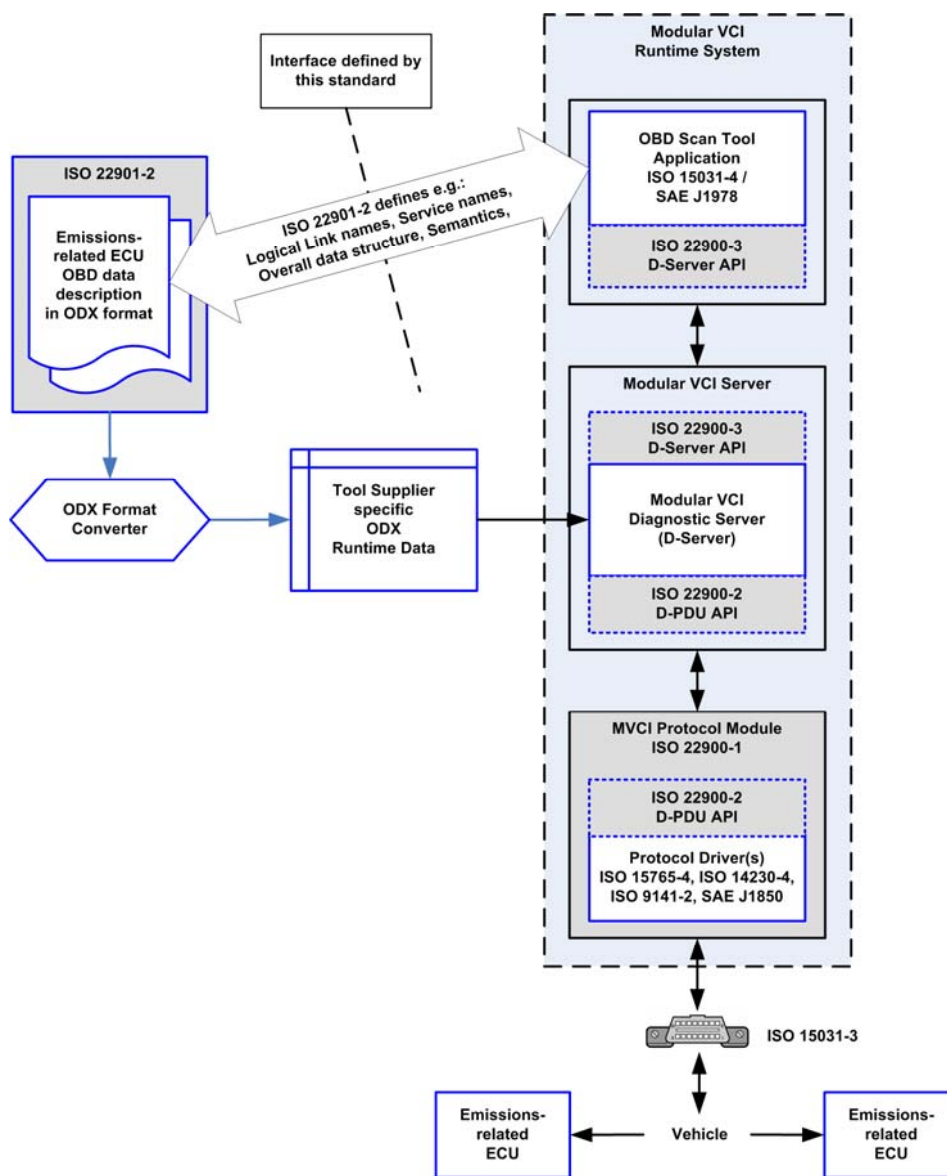 Modular VCI
Runtime System
Interface defined by
this standard
OBD Scan Tool
Application
ISO 15031-4 /
SAE J1978
ISO 22900-3
D-Server API
ISO 22901-2
Emissions-
related ECU
OBD data
description
in ODX format
ISO 22901-2 defines e.g.:
Logical Link names, Service names,
Overall data structure, Semantics,
Modular VCI Server
ISO 22900-3
D-Server API
Modular VCI
Diagnostic Server
(D-Server)
ISO 22900-2
D-PDU API
ODX Format
Converter
Tool Supplier
specific
ODX
Runtime Data
MVCI Protocol Module
ISO 22900-1
ISO 22900-2
D-PDU API
Protocol Driver(s)
ISO 15765-4, ISO 14230-4,
ISO 9141-2, SAE J1850
ISO 15031-3
Emissions-
related
ECU
Vehicle
Emissions-
related
ECU